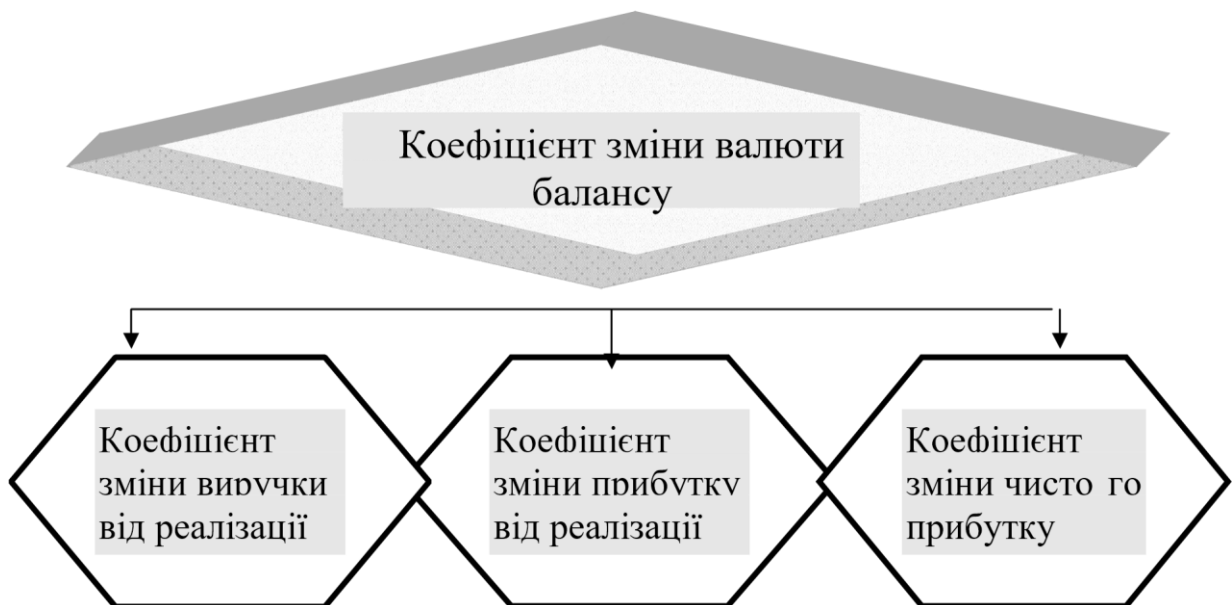 Коефіцієнт зміни валюти
балансу
Коефіцієнт
зміни виручки
від реалізації
Коефіцієнт
зміни прибутку
від реалізації
Коефіцієнт
зміни чисто го
прибутку